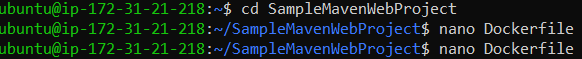 ubuntu@ip-172-31-21-218:~$ cd SampleMavenWebProject
ubuntu@ip-172-31-21-218:~/SampleMavenWebProject$ nano Dockerfile
ubuntu@ip-172-31-21-218:~/SampleMavenWebProject$ nano Dockerfile